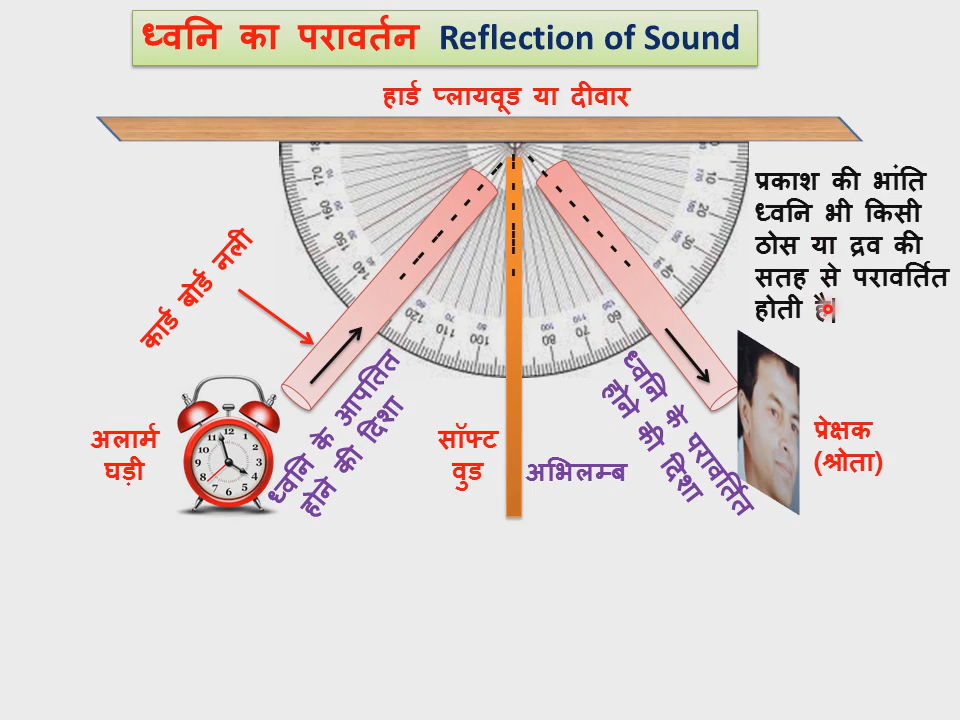 ध्वनि का परावर्तन Reflection of Sound
हार्ड प्लायवूड या दीवार
प्रकाश की भांति
ध्वनि भी किसी
ठोस या द्रव की
सतह से परावर्तित
होती है|
कार्ड बोर्ड नली
अलार्म
घड़ी
ध्वनि के आपतित
होने की दिशा
सॉफ्ट
वुड
अभिलम्ब
ध्वनि के परावर्तित
होने की दिशा
प्रेक्षक
(श्रोता)